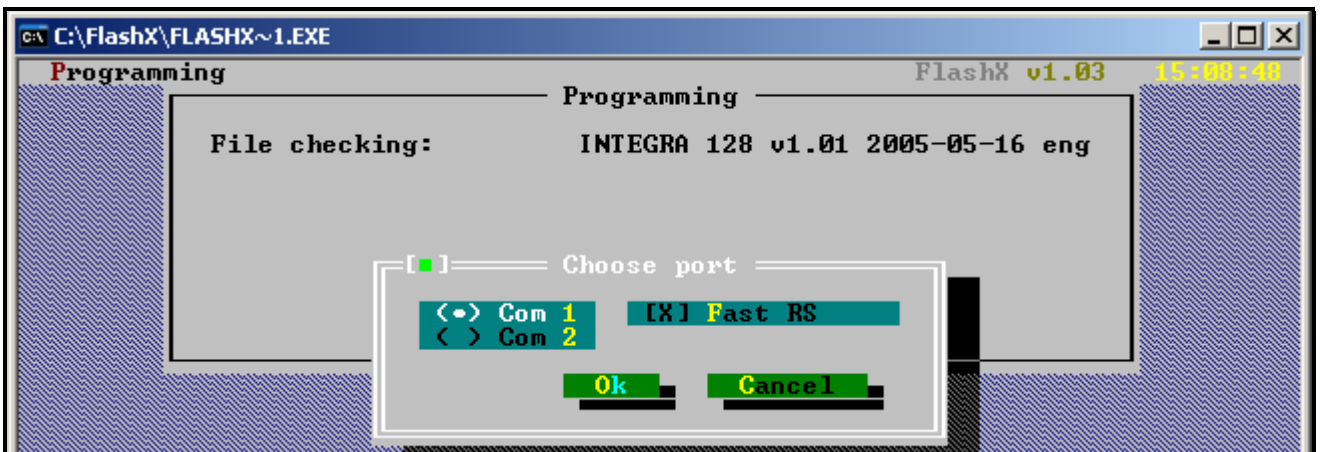 C:\FlashX\FLASHX~1.EXE
Programming FlashX v1.03 15:08:48
Programming
File checking: INTEGRA 128 v1.01 2005-05-16 eng
[■] Choose port
(•) Com 1 [X] Fast RS
( ) Com 2
Ok Cancel